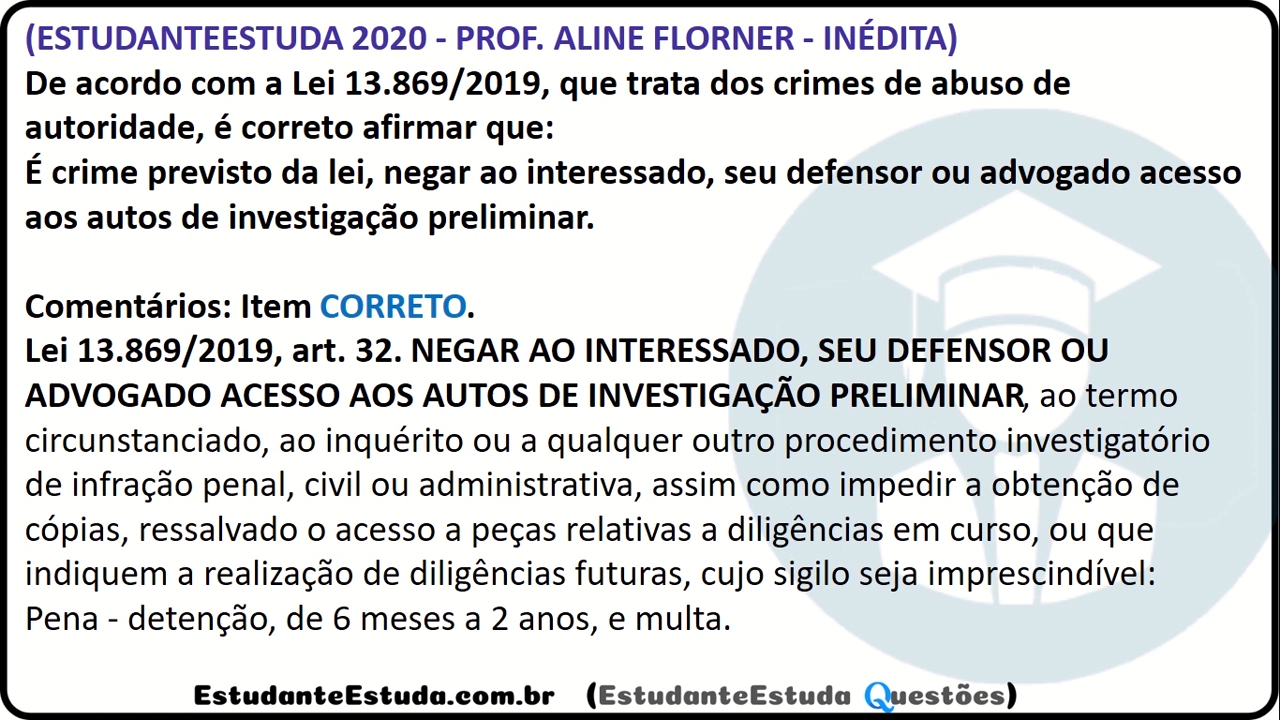 (ESTUDANTEESTUDA 2020 - PROF. ALINE FLORNER - INÉDITA)
De acordo com a Lei 13.869/2019, que trata dos crimes de abuso de
autoridade, é correto afirmar que:
É crime previsto da lei, negar ao interessado, seu defensor ou advogado acesso
aos autos de investigação preliminar.
Comentários: Item CORRETO.
Lei 13.869/2019, art. 32. NEGAR AO INTERESSADO, SEU DEFENSOR OU
ADVOGADO ACESSO AOS AUTOS DE INVESTIGAÇÃO PRELIMINAR, ao termo
circunstanciado, ao inquérito ou a qualquer outro procedimento investigatório
de infração penal, civil ou administrativa, assim como impedir a obtenção de
cópias, ressalvado o acesso a peças relativas a diligências em curso, ou que
indiquem a realização de diligências futuras, cujo sigilo seja imprescindível:
Pena - detenção, de 6 meses a 2 anos, e multa.
EstudanteEstuda.com.br (EstudanteEstuda Questões)